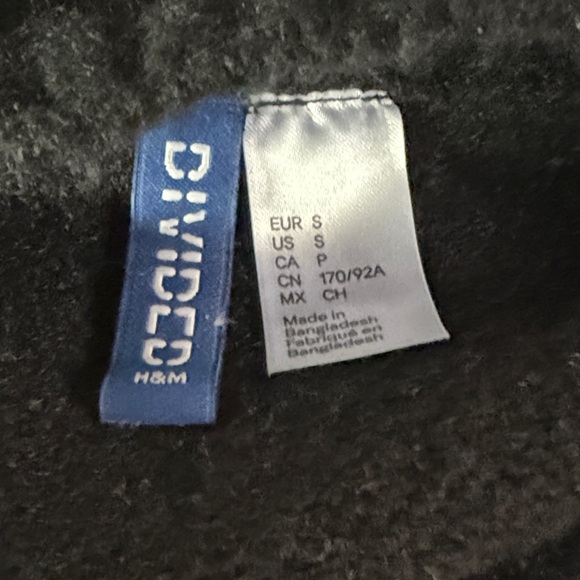 DIVIDED
H&M
EUR S
US S
CA P
CN 170/92A
MX CH
Made in
Bangladesh
Fabriqué en
Bangladesh